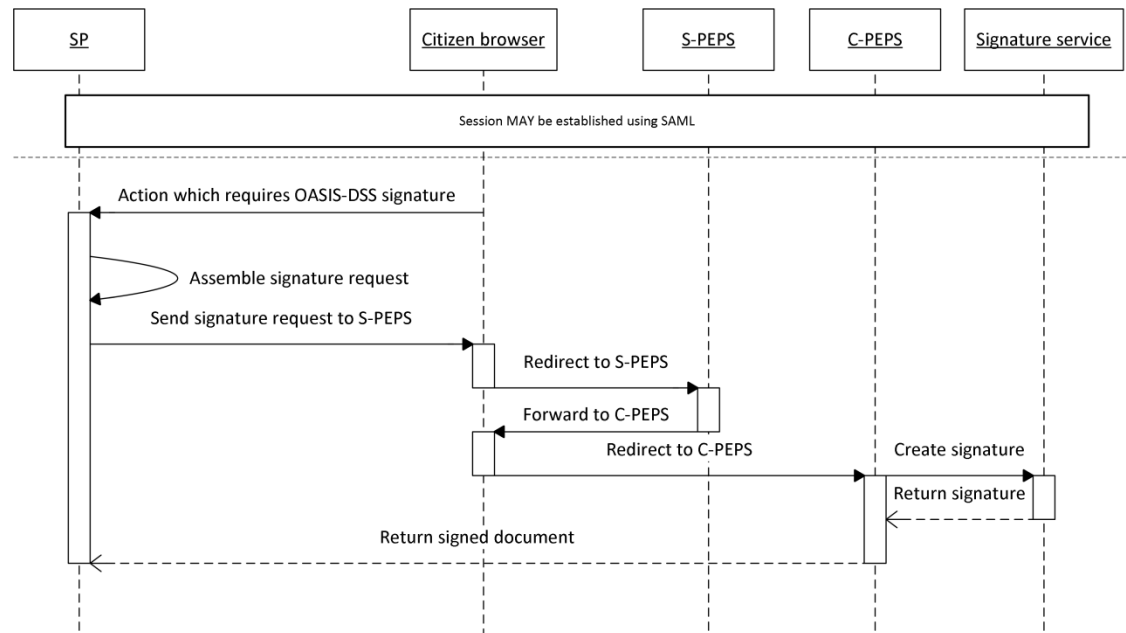 SP
Citizen browser
S-PEPS
C-PEPS
Signature service
Session MAY be established using SAML
Action which requires OASIS-DSS signature
Assemble signature request
Send signature request to S-PEPS
Redirect to S-PEPS
Forward to C-PEPS
Redirect to C-PEPS
Create signature
Return signature
Return signed document